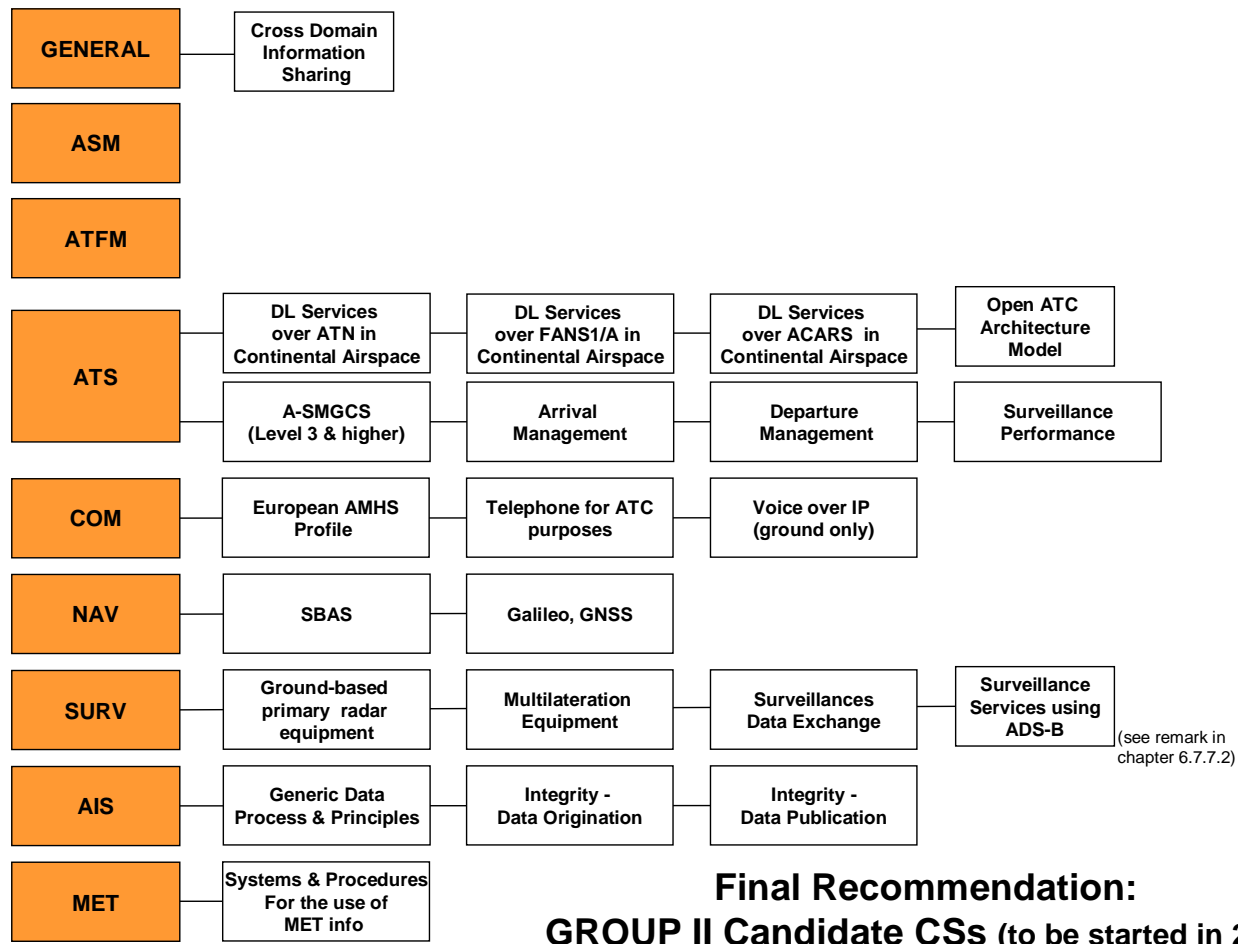 GENERAL
Cross Domain
Information
Sharing
ASM
ATFM
ATS
DL Services
over ATN in
Continental Airspace
DL Services
over FANS1/A in
Continental Airspace
DL Services
over ACARS in
Continental Airspace
Open ATC
Architecture
Model
A-SMGCS
(Level 3 & higher)
Arrival
Management
Departure
Management
Surveillance
Performance
COM
European AMHS
Profile
Telephone for ATC
purposes
Voice over IP
(ground only)
NAV
SBAS
Galileo, GNSS
SURV
Ground-based
primary radar
equipment
Multilateration
Equipment
Surveillances
Data Exchange
Surveillance
Services using
ADS-B
(see remark in
chapter 6.7.7.2)
AIS
Generic Data
Process & Principles
Integrity -
Data Origination
Integrity -
Data Publication
MET
Systems & Procedures
For the use of
MET info
Final Recommendation:
GROUP II Candidate CSs (to be started in